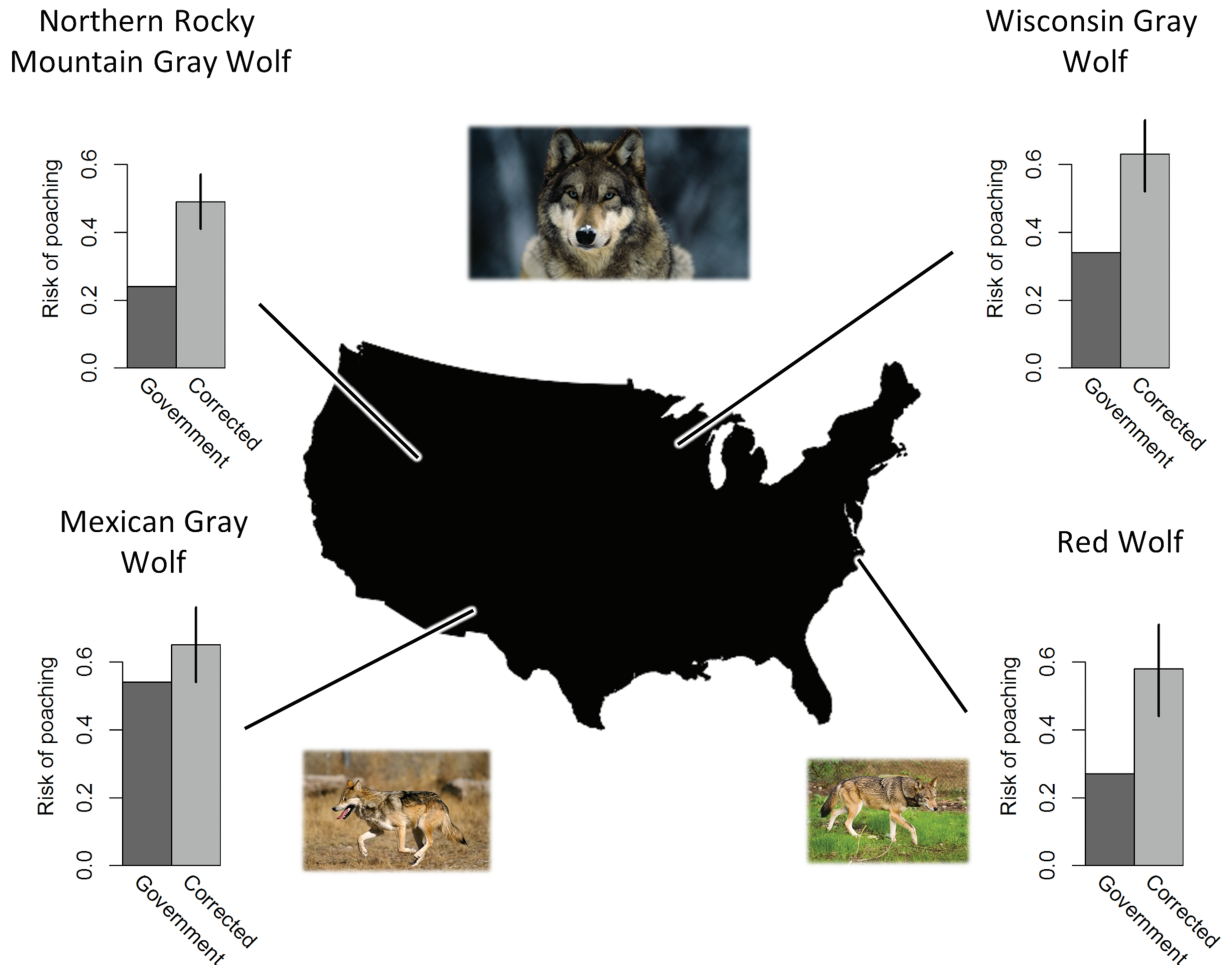 Northern Rocky
Mountain Gray Wolf
Risk of poaching
0.0
0.2
0.4
0.6
Government
Corrected
Wisconsin Gray
Wolf
Risk of poaching
0.0
0.2
0.4
0.6
Government
Corrected
Mexican Gray
Wolf
Risk of poaching
0.0
0.2
0.4
0.6
Government
Corrected
Red Wolf
Risk of poaching
0.0
0.2
0.4
0.6
Government
Corrected